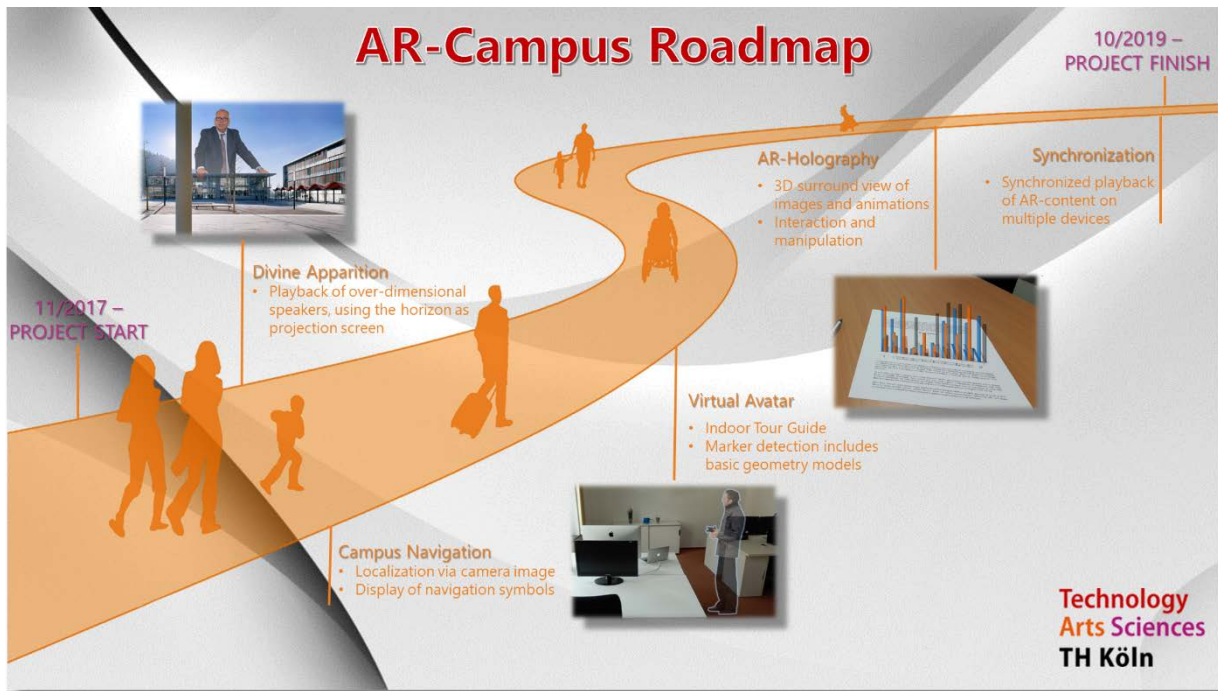 AR-Campus Roadmap
10/2019 –
PROJECT FINISH
11/2017 –
PROJECT START
Divine Apparition
• Playback of over-dimensional
speakers, using the horizon as
projection screen
Campus Navigation
• Localization via camera image
• Display of navigation symbols
Virtual Avatar
• Indoor Tour Guide
• Marker detection includes
basic geometry models
AR-Holography
• 3D surround view of
images and animations
• Interaction and
manipulation
Synchronization
• Synchronized playback
of AR-content on
multiple devices
Technology
Arts Sciences
TH Köln